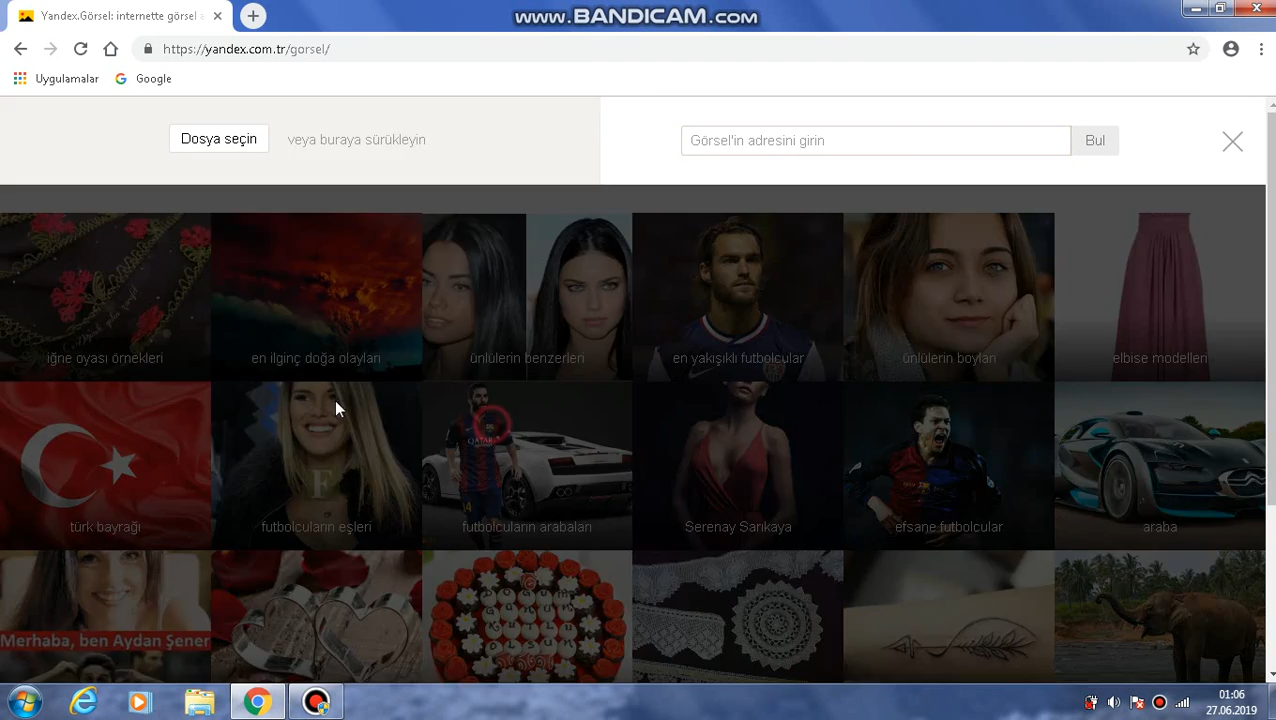 Yandex.Görsel: internette görsel a
www.BANDICAM.com
https://yandex.com.tr/gorsel/
Uygulamalar
Google
Dosya seçin
veya buraya sürükleyin
Görsel'in adresini girin
Bul
iğne oyası örnekleri
en ilginç doğa olayları
ünlülerin benzerleri
en yakışıklı futbolcular
ünlülerin boyları
elbise modelleri
QATAR
türk bayrağı
futbolcuların eşleri
futbolcuların arabaları
Serenay Sarıkaya
efsane futbolcular
araba
Merhaba, ben Aydan Şener
01:06
27.06.2019